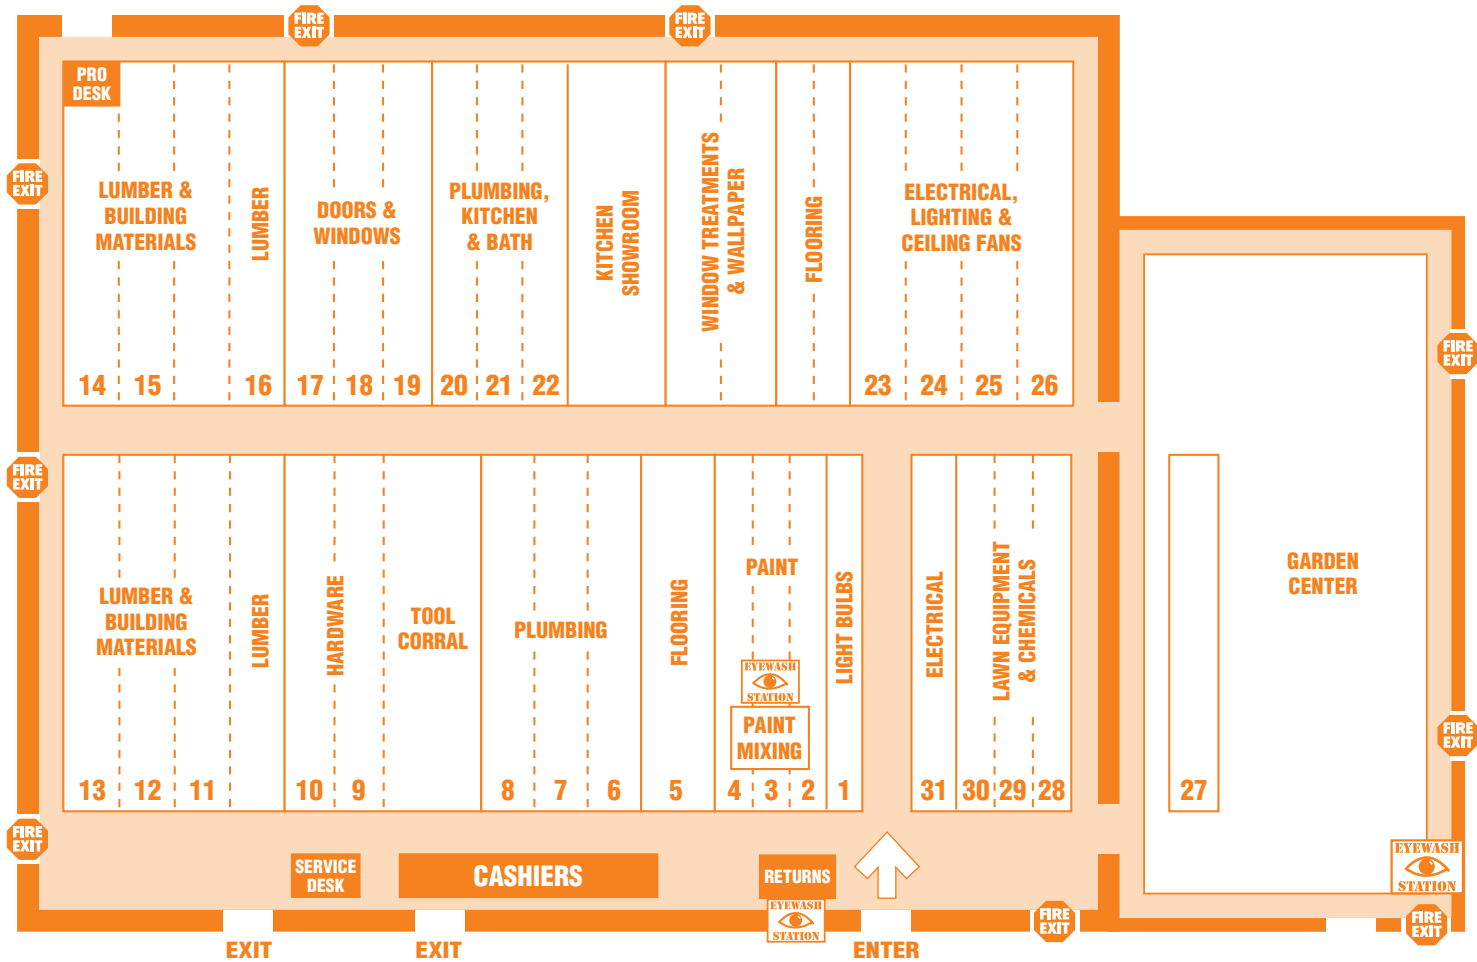 FIRE
EXIT
FIRE
EXIT
PRO
DESK
FIRE
EXIT
LUMBER &
BUILDING
MATERIALS
LUMBER
DOORS &
WINDOWS
PLUMBING,
KITCHEN
& BATH
KITCHEN
SHOWROOM
WINDOW TREATMENTS
& WALLPAPER
FLOORING
ELECTRICAL,
LIGHTING &
CEILING FANS
14 15 16 17 18 19 20 21 22 23 24 25 26
FIRE
EXIT
FIRE
EXIT
LUMBER &
BUILDING
MATERIALS
LUMBER
HARDWARE
TOOL
CORRAL
PLUMBING
FLOORING
PAINT
EYEWASH
STATION
PAINT
MIXING
LIGHT BULBS
ELECTRICAL
LAWN EQUIPMENT
& CHEMICALS
GARDEN
CENTER
FIRE
EXIT
13 12 11 10 9 8 7 6 5 4 3 2 1 31 30 29 28 27
FIRE
EXIT
SERVICE
DESK
CASHIERS
RETURNS
EYEWASH
STATION
EYEWASH
STATION
FIRE
EXIT
FIRE
EXIT
EXIT
EXIT
ENTER